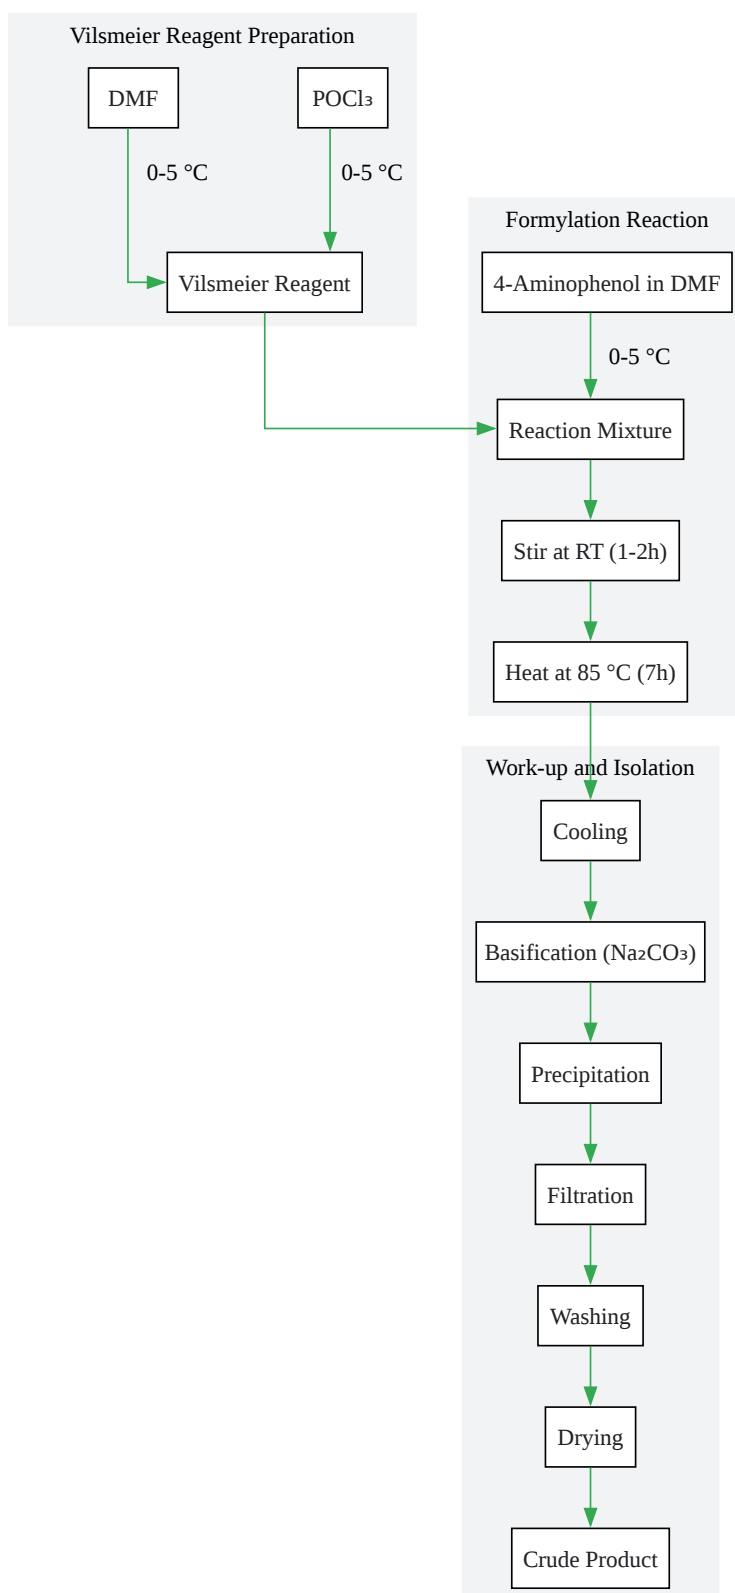 Vilsmeier Reagent Preparation
DMF
POCl₃
0-5 °C
0-5 °C
Vilsmeier Reagent
Formylation Reaction
4-Aminophenol in DMF
0-5 °C
Reaction Mixture
Stir at RT (1-2h)
Heat at 85 °C (7h)
Work-up and Isolation
Cooling
Basification (Na₂CO₃)
Precipitation
Filtration
Washing
Drying
Crude Product